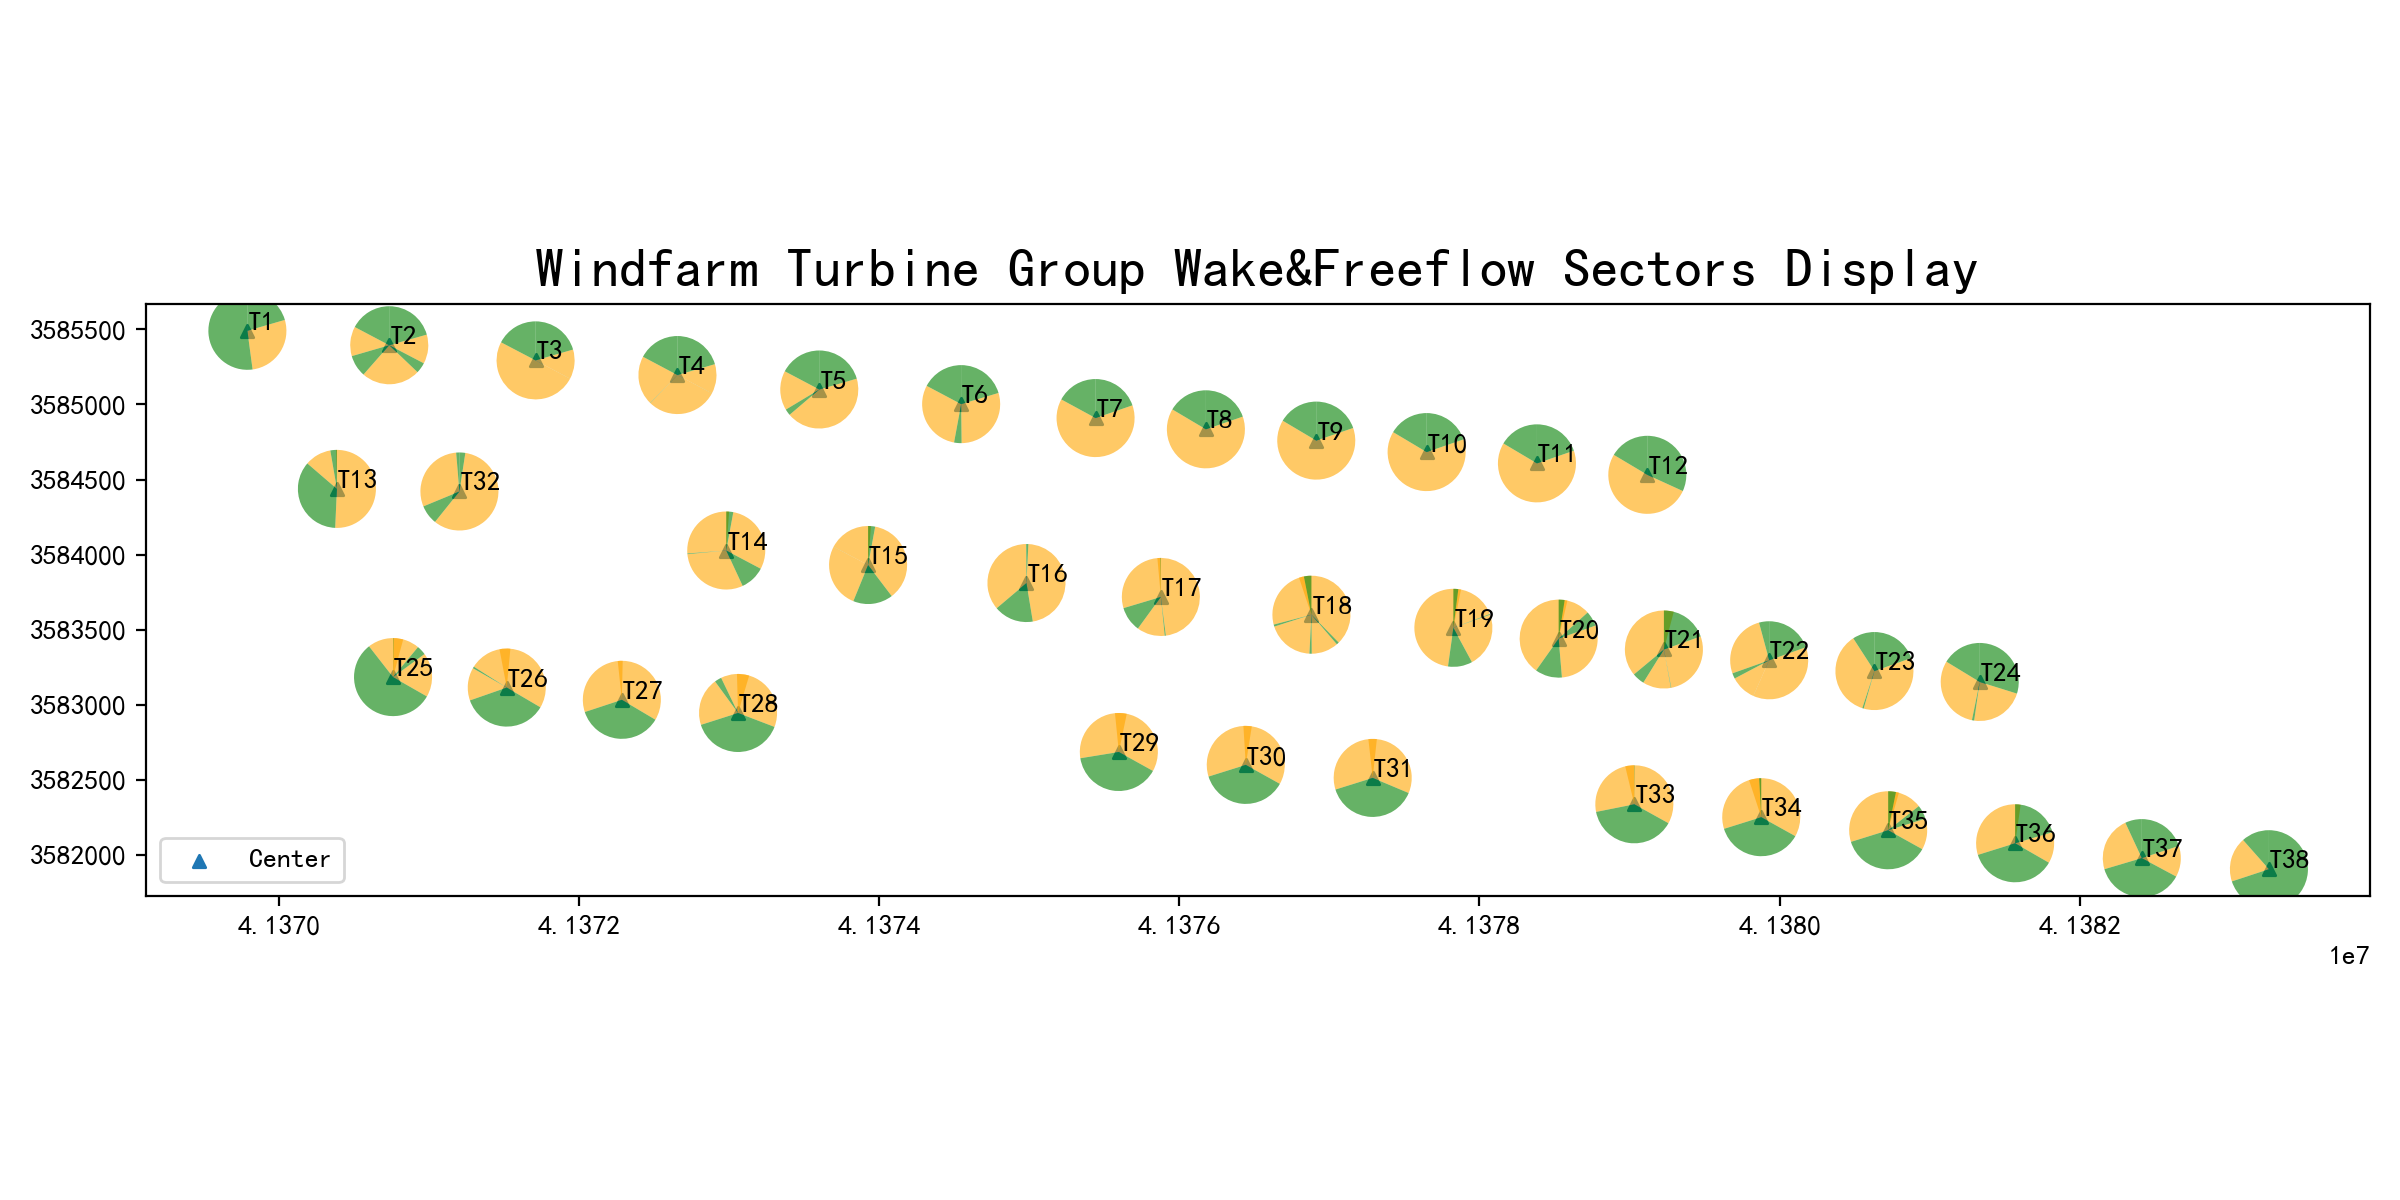 Windfarm Turbine Group Wake&Freeflow Sectors Display
3585500
3585000
3584500
3584000
3583500
3583000
3582500
3582000
T1
T2
T3
T4
T5
T6
T7
T8
T9
T10
T11
T12
T13
T32
T14
T15
T16
T17
T18
T19
T20
T21
T22
T23
T24
T25
T26
T27
T28
T29
T30
T31
T33
T34
T35
T36
T37
T38
Center
4.1370 4.1372 4.1374 4.1376 4.1378 4.1380 4.1382
1e7